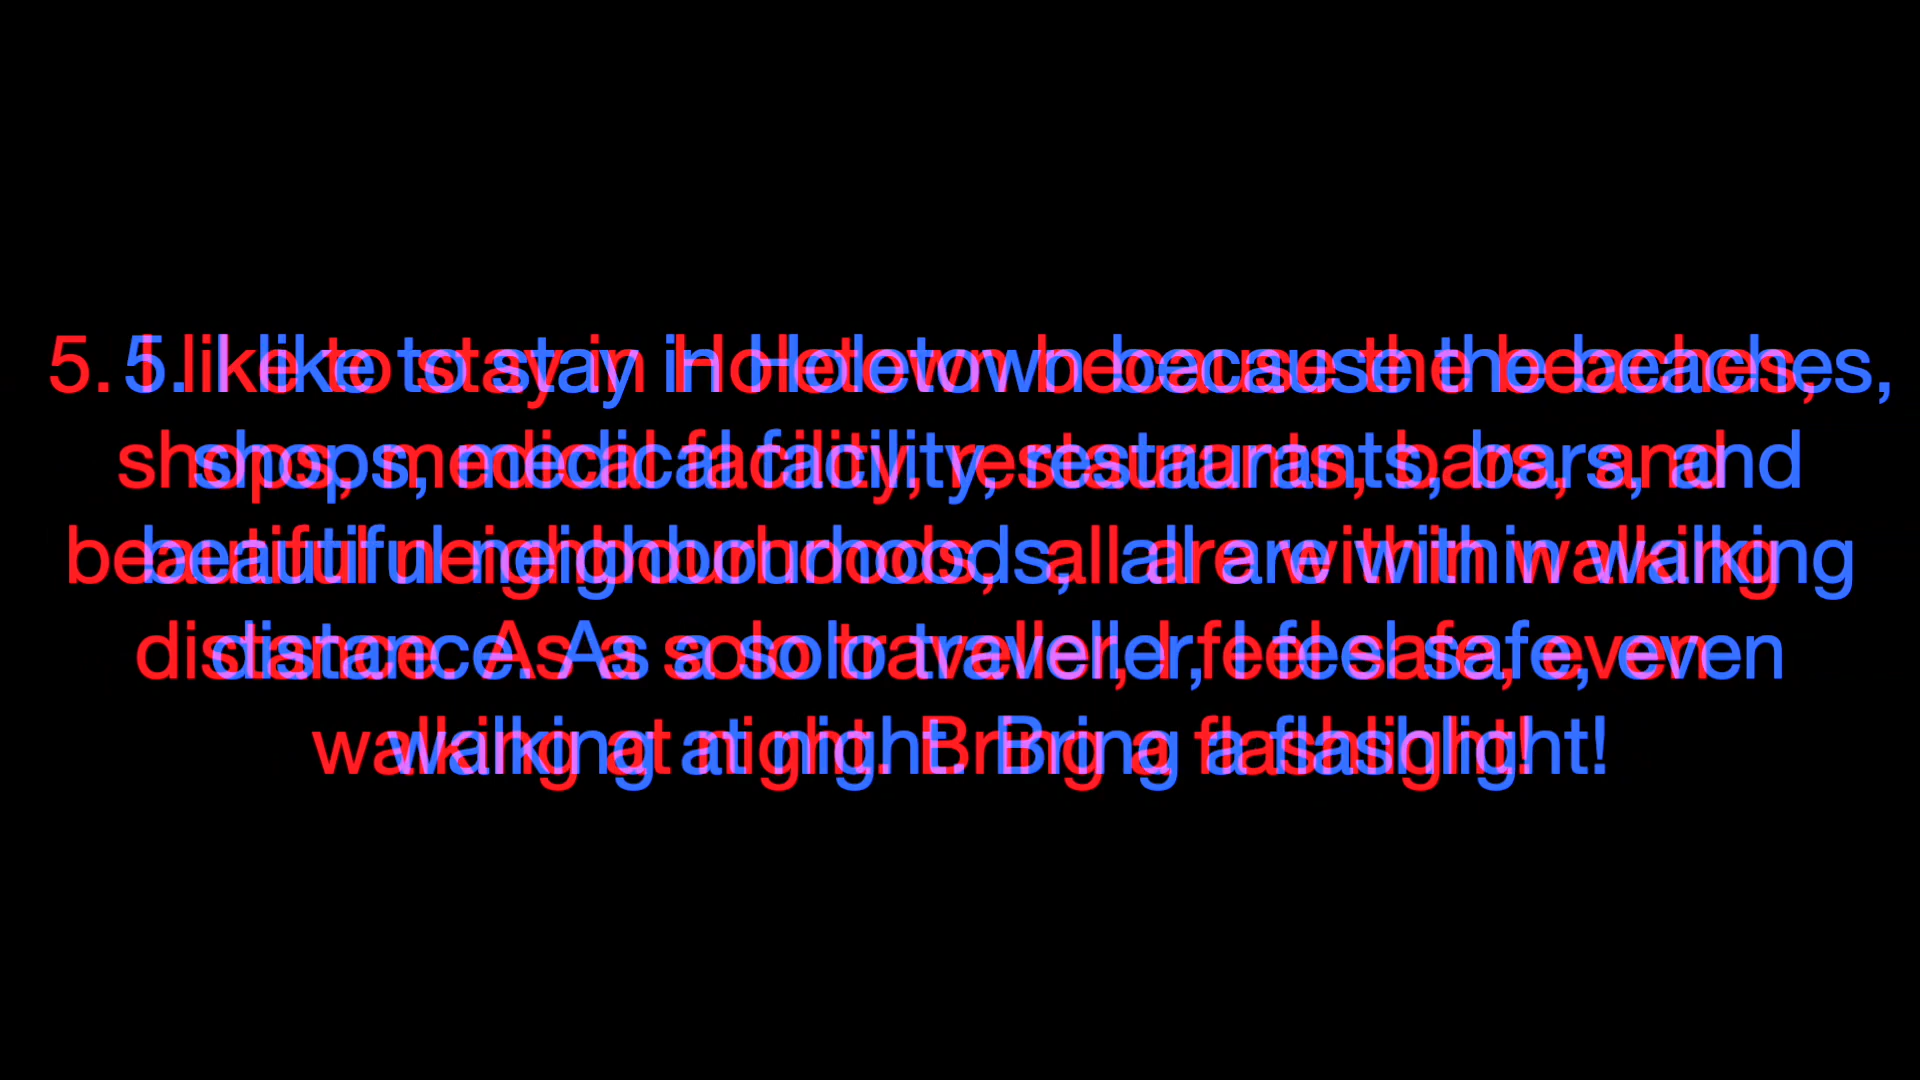 5. I like to stay in Holetown because the beaches,
shops, medical facility, restaurants, bars, and
beautiful neighbourhoods, all are within walking
distance. As a solo traveller, I feel safe, even
walking at night. Bring a flashlight!